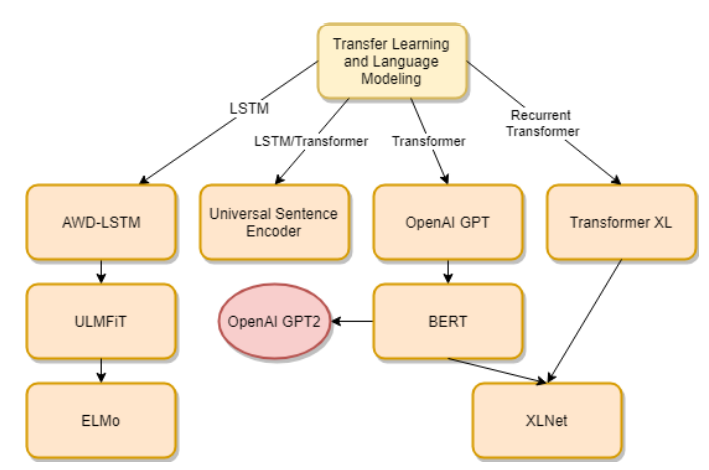 Transfer Learning
and Language
Modeling
LSTM
LSTM/Transformer
Transformer
Recurrent
Transformer
AWD-LSTM
Universal Sentence
Encoder
OpenAI GPT
Transformer XL
ULMFiT
OpenAI GPT2
BERT
ELMo
XLNet